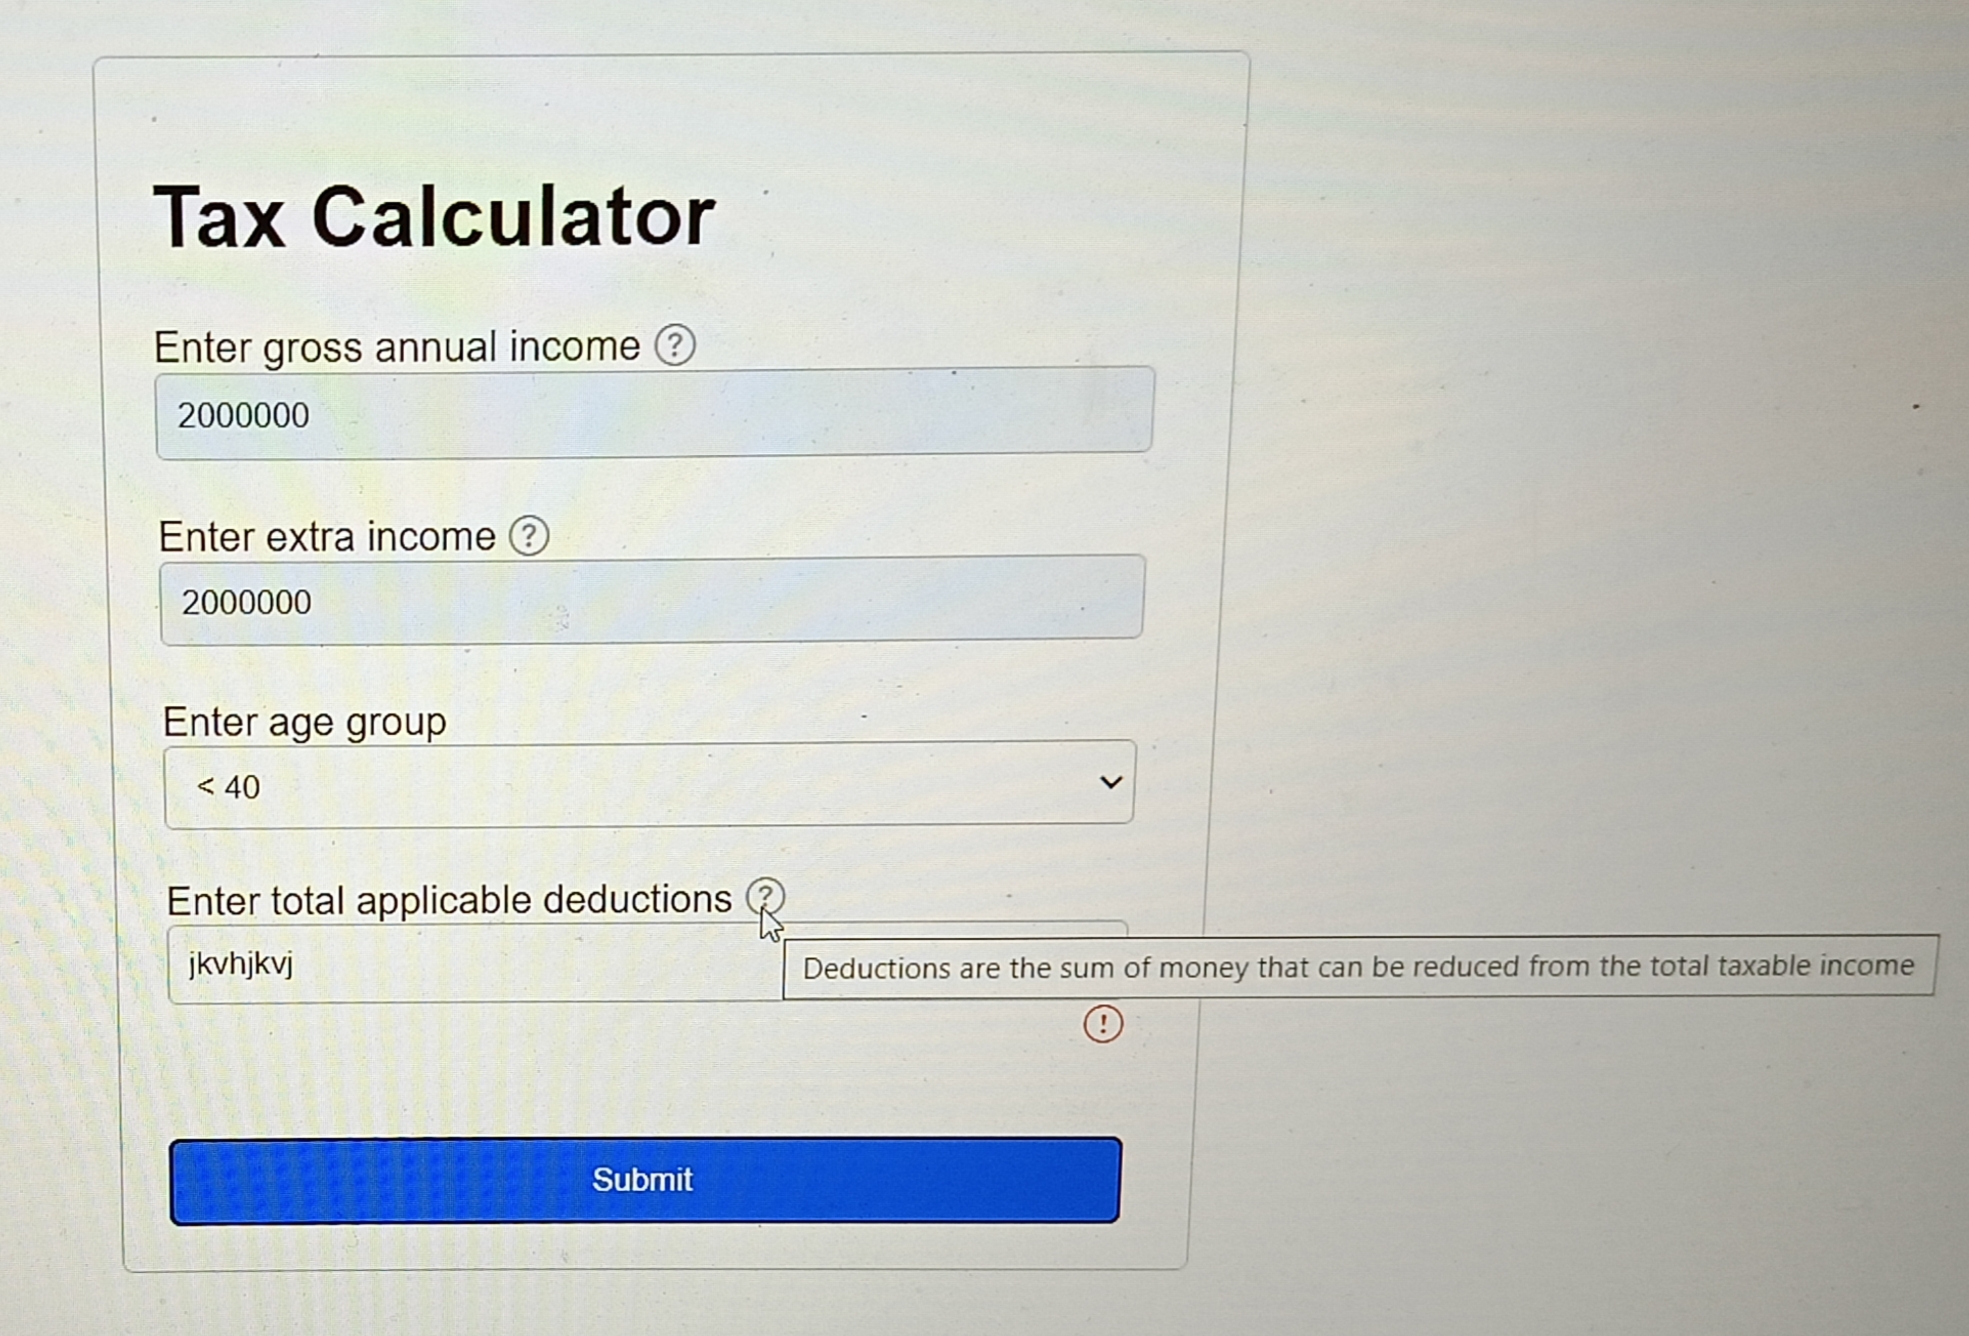 Tax Calculator
Enter gross annual income ?
2000000
Enter extra income ?
2000000
Enter age group
< 40
Enter total applicable deductions ?
jkvhjkvj
Deductions are the sum of money that can be reduced from the total taxable income
!
Submit